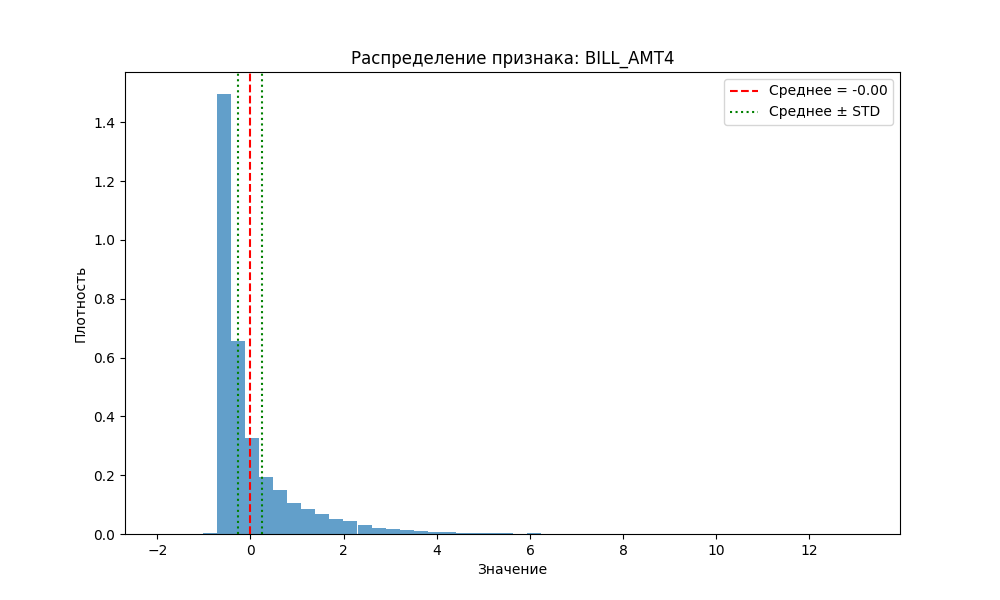 Распределение признака: BILL_AMT4
Среднее = -0.00
Среднее ± STD
1.4
1.2
1.0
0.8
0.6
0.4
0.2
0.0
Плотность
−2 0 2 4 6 8 10 12
Значение